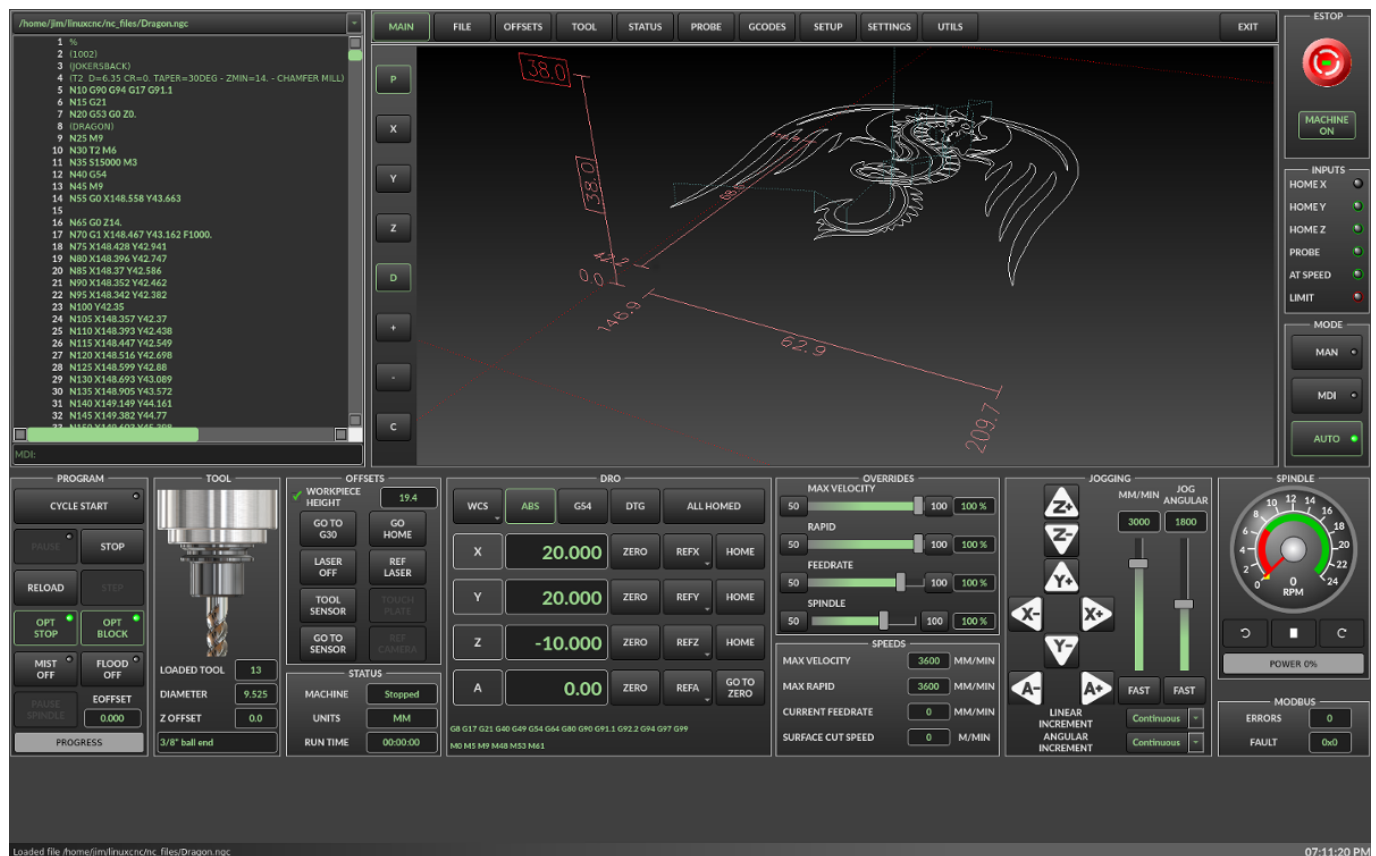 /home/jim/linuxcnc/nc_files/Dragon.ngc
1 %
2 (1002)
3 (JOKERSBACK)
4 (T2 D=6.35 CR=0. TAPER=30DEG - ZMIN=14. - CHAMFER MILL)
5 N10 G90 G94 G17 G91.1
6 N15 G21
7 N20 G53 G0 Z0.
8 (DRAGON)
9 N25 M9
10 N30 T2 M6
11 N35 S15000 M3
12 N40 G54
13 N45 M9
14 N55 G0 X148.558 Y43.663
15
16 N65 G0 Z14.
17 N70 G1 X148.467 Y43.162 F1000.
18 N75 X148.428 Y42.941
19 N80 X148.396 Y42.747
20 N85 X148.37 Y42.586
21 N90 X148.352 Y42.462
22 N95 X148.342 Y42.382
23 N100 Y42.35
24 N105 X148.357 Y42.37
25 N110 X148.393 Y42.438
26 N115 X148.447 Y42.549
27 N120 X148.516 Y42.698
28 N125 X148.599 Y42.88
29 N130 X148.693 Y43.089
30 N135 X148.905 Y43.572
31 N140 X149.149 Y44.161
32 N145 X149.382 Y44.77
MDI:
MAIN FILE OFFSETS TOOL STATUS PROBE GCODES SETUP SETTINGS UTILS EXIT
P
X
Y
Z
D
+
-
C
38.0
38.0
0.0
146.9
62.9
209.7
ESTOP
MACHINE
ON
INPUTS
HOME X
HOME Y
HOME Z
PROBE
AT SPEED
LIMIT
MODE
MAN
MDI
AUTO
PROGRAM
CYCLE START
PAUSE STOP
RELOAD STEP
OPT STOP OPT BLOCK
MIST OFF FLOOD OFF
PAUSE SPINDLE EOFFSET
0.000
PROGRESS
TOOL
LOADED TOOL 13
DIAMETER 9.525
Z OFFSET 0.0
3/8" ball end
OFFSETS
WORKPIECE HEIGHT 19.4
GO TO G30 GO HOME
LASER OFF REF LASER
TOOL SENSOR TOUCH PLATE
GO TO SENSOR REF CAMERA
STATUS
MACHINE Stopped
UNITS MM
RUN TIME 00:00:00
DRO
WCS ABS G54 DTG ALL HOMED
X 20.000 ZERO REFX HOME
Y 20.000 ZERO REFY HOME
Z -10.000 ZERO REFZ HOME
A 0.00 ZERO REFA GO TO ZERO
G8 G17 G21 G40 G49 G54 G64 G80 G90 G91.1 G92.2 G94 G97 G99
M0 M5 M9 M48 M53 M61
OVERRIDES
MAX VELOCITY
50 100 100 %
RAPID
50 100 100 %
FEEDRATE
50 100 100 %
SPINDLE
50 100 100 %
SPEEDS
MAX VELOCITY 3600 MM/MIN
MAX RAPID 3600 MM/MIN
CURRENT FEEDRATE 0 MM/MIN
SURFACE CUT SPEED 0 M/MIN
JOGGING
MM/MIN JOG ANGULAR
3000 1800
Z+
Z-
Y+
X- X+
Y-
A- A+ FAST FAST
LINEAR INCREMENT Continuous
ANGULAR INCREMENT Continuous
SPINDLE
0 2 4 6 8 10 12 14 16 18 20 22 24
0
RPM
POWER 0%
MODBUS
ERRORS 0
FAULT 0x0
Loaded file /home/jim/linuxcnc/nc_files/Dragon.ngc
07:11:20 PM